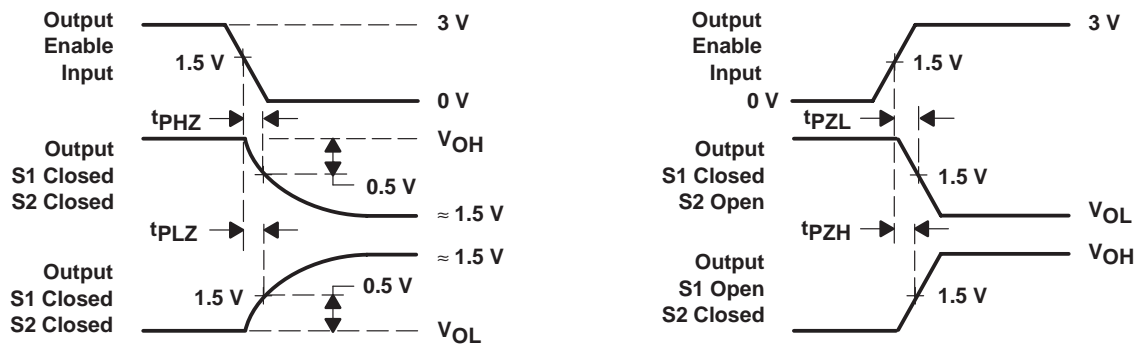 Output
Enable
Input
3 V
1.5 V
0 V
tPHZ
VOH
Output
S1 Closed
S2 Closed
0.5 V
≈ 1.5 V
tPLZ
≈ 1.5 V
Output
S1 Closed
S2 Closed
1.5 V
0.5 V
VOL
Output
Enable
Input
3 V
1.5 V
0 V
tPZL
Output
S1 Closed
S2 Open
1.5 V
VOL
tPZH
VOH
Output
S1 Open
S2 Closed
1.5 V